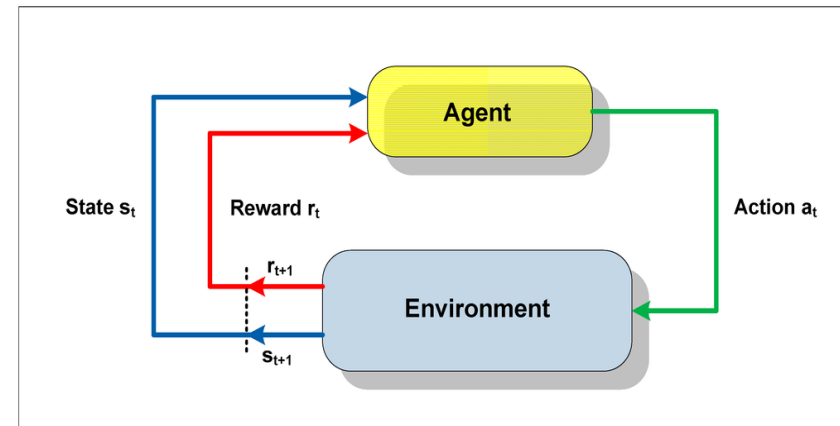 Agent
State sₜ
Reward rₜ
Action aₜ
rₜ₊₁
Environment
sₜ₊₁